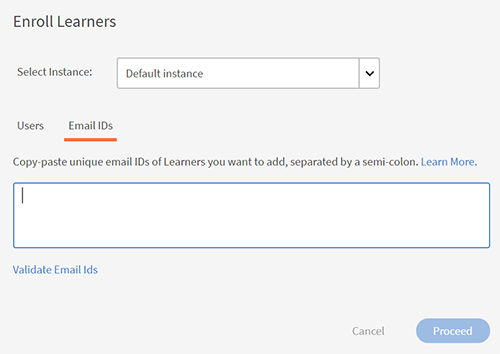 Enroll Learners
Select Instance: Default instance
Users Email IDs
Copy-paste unique email IDs of Learners you want to add, separated by a semi-colon. Learn More.
Validate Email Ids
Cancel Proceed